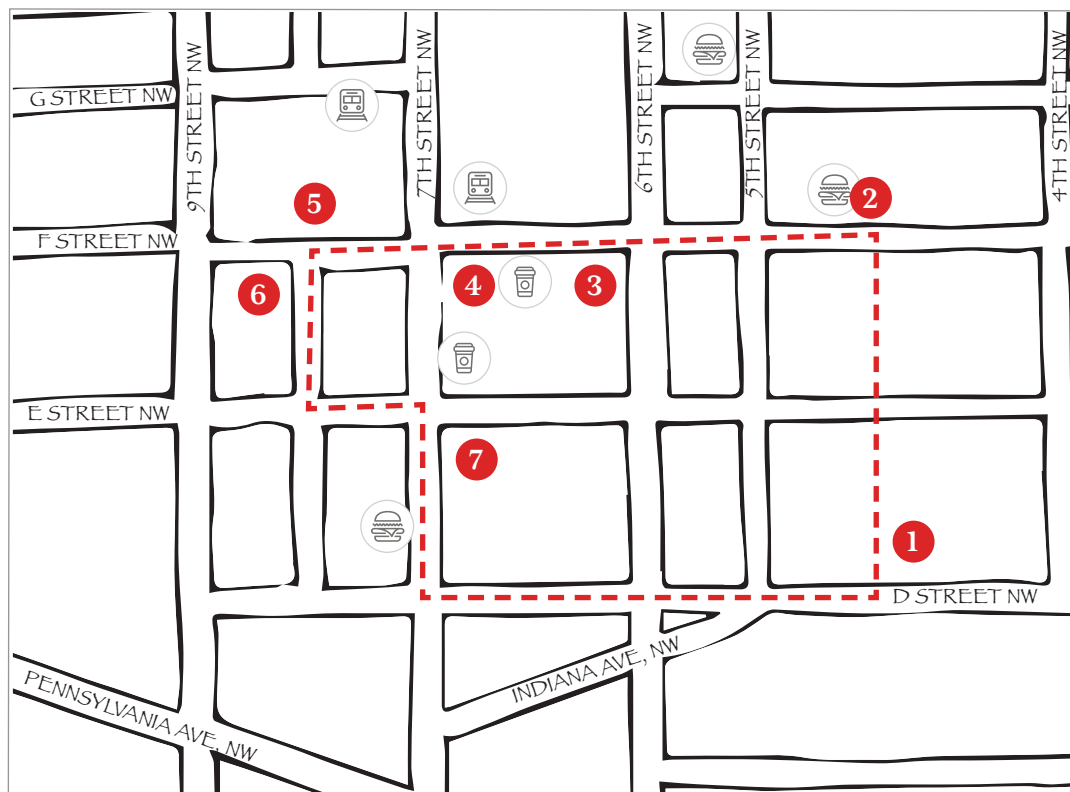 9TH STREET NW
7TH STREET NW
6TH STREET NW
5TH STREET NW
4TH STREET NW
G STREET NW
2
5
F STREET NW
6
4
3
E STREET NW
7
1
D STREET NW
INDIANA AVE, NW
PENNSYLVANIA AVE, NW